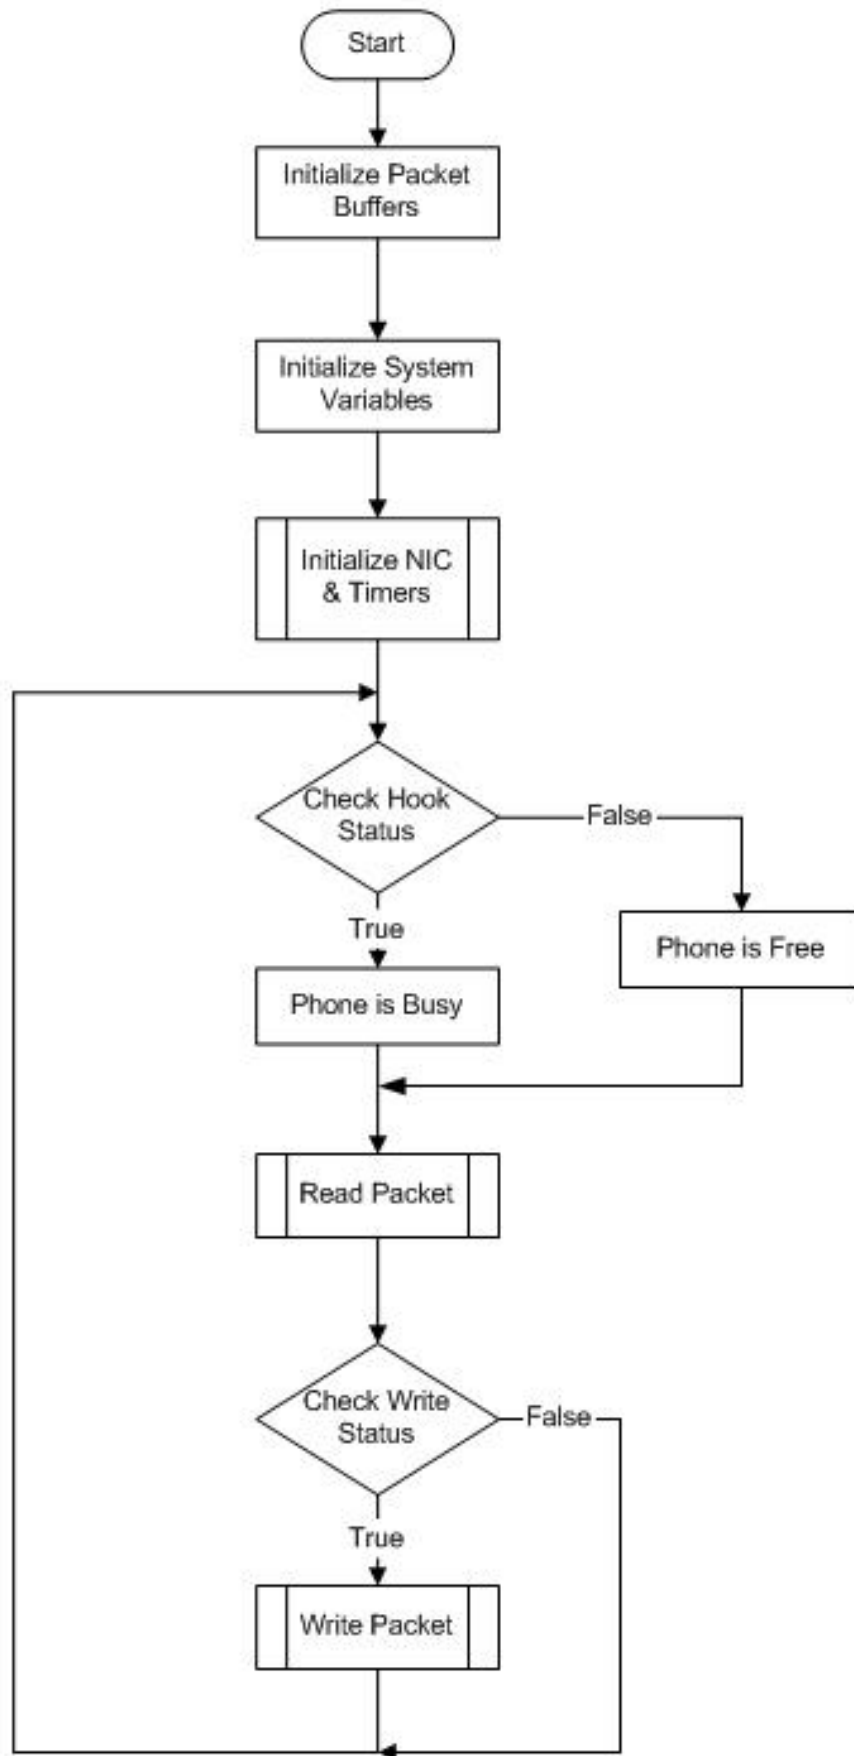 Start
Initialize Packet
Buffers
Initialize System
Variables
Initialize NIC
& Timers
Check Hook
Status
False
True
Phone is Free
Phone is Busy
Read Packet
Check Write
Status
False
True
Write Packet